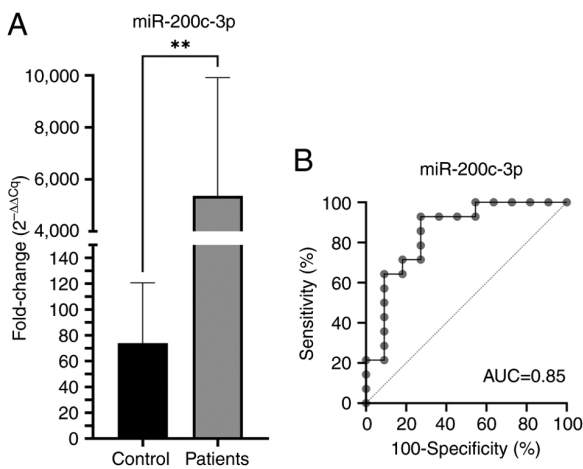 A
miR-200c-3p
**
10,000
8,000
6,000
4,000
140
120
100
80
60
40
20
0
Fold-change (2−ΔΔCq)
Control Patients
B
miR-200c-3p
100
80
60
40
20
0
Sensitivity (%)
AUC=0.85
0 20 40 60 80 100
100-Specificity (%)